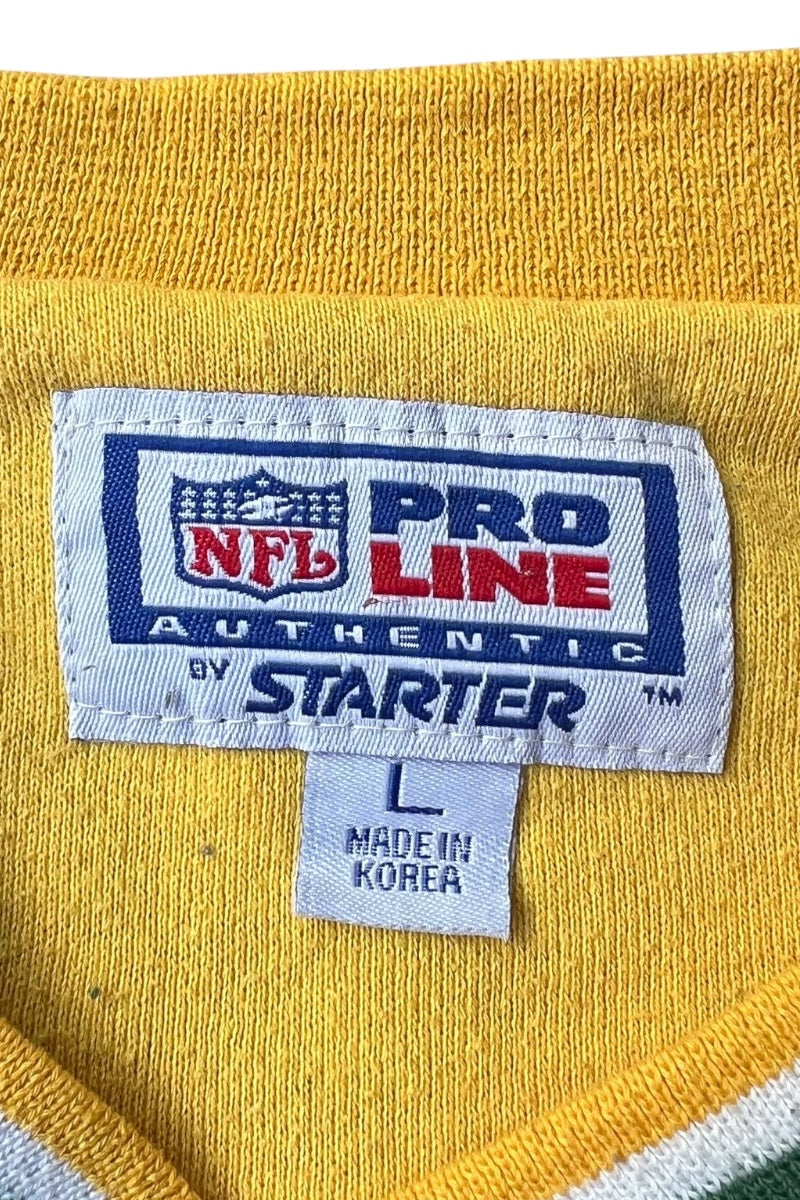 NFL
PRO
LINE
AUTHENTIC
BY STARTER ™
L
MADE IN
KOREA